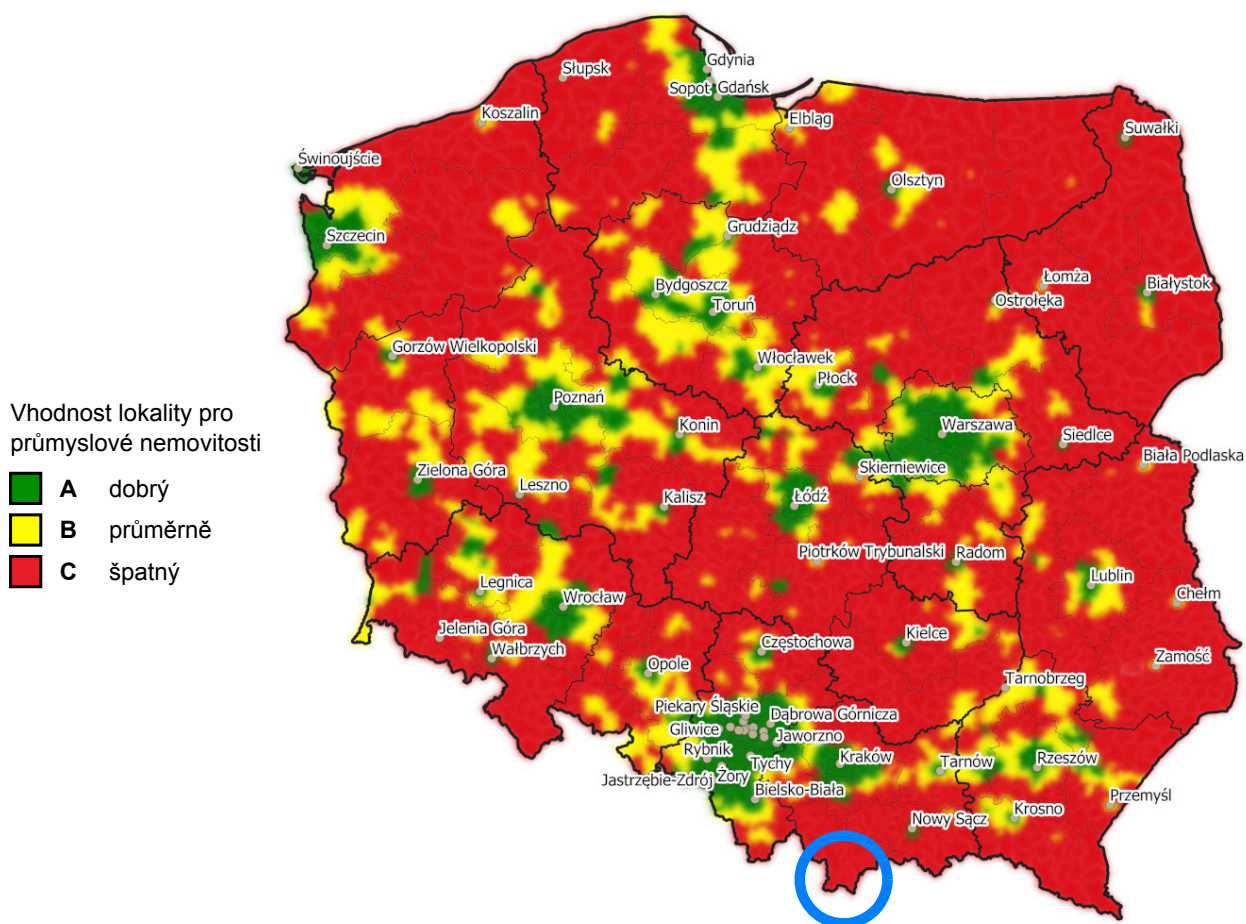 Gdynia
Słupsk
Sopot
Gdańsk
Koszalin
Elbląg
Suwałki
Świnoujście
Olsztyn
Szczecin
Grudziądz
Łomża
Bydgoszcz
Białystok
Ostrołęka
Toruń
Gorzów Wielkopolski
Włocławek
Płock
Vhodnost lokality pro
průmyslové nemovitosti
A dobrý
B průměrně
C špatný
Poznań
Konin
Warszawa
Siedlce
Biała Podlaska
Zielona Góra
Skierniewice
Leszno
Kalisz
Łódź
Piotrków Trybunalski
Radom
Legnica
Lublin
Wrocław
Chełm
Jelenia Góra
Kielce
Częstochowa
Wałbrzych
Zamość
Opole
Tarnobrzeg
Piekary Śląskie
Dąbrowa Górnicza
Gliwice
Jaworzno
Rybnik
Kraków
Rzeszów
Tychy
Tarnów
Jastrzębie-Zdrój
Żory
Bielsko-Biała
Przemyśl
Krosno
Nowy Sącz